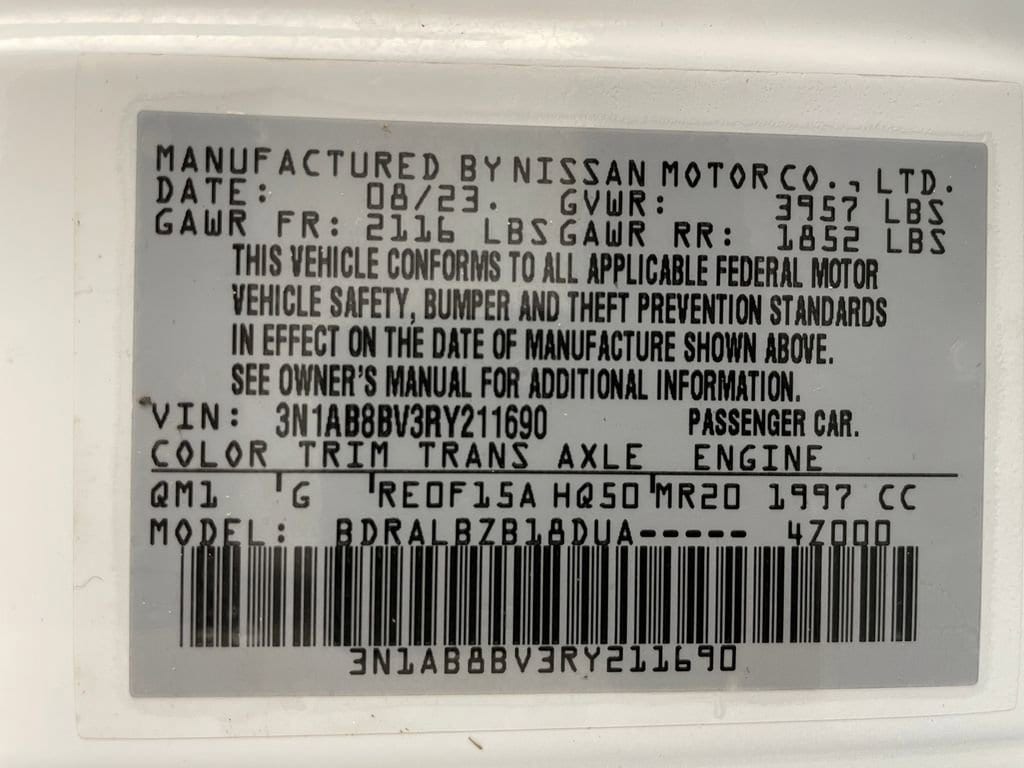 MANUFACTURED BY NISSAN MOTOR CO., LTD.
DATE: 08/23. GVWR: 3957 LBS
GAWR FR: 2116 LBS GAWR RR: 1852 LBS
THIS VEHICLE CONFORMS TO ALL APPLICABLE FEDERAL MOTOR
VEHICLE SAFETY, BUMPER AND THEFT PREVENTION STANDARDS
IN EFFECT ON THE DATE OF MANUFACTURE SHOWN ABOVE.
SEE OWNER'S MANUAL FOR ADDITIONAL INFORMATION.
VIN: 3N1AB8BV3RY211690 PASSENGER CAR.
COLOR TRIM TRANS AXLE ENGINE
QM1 G RE0F15A HQ50 MR20 1997 CC
MODEL: BDRALBZB18DUA----- 4Z000
3N1AB8BV3RY211690